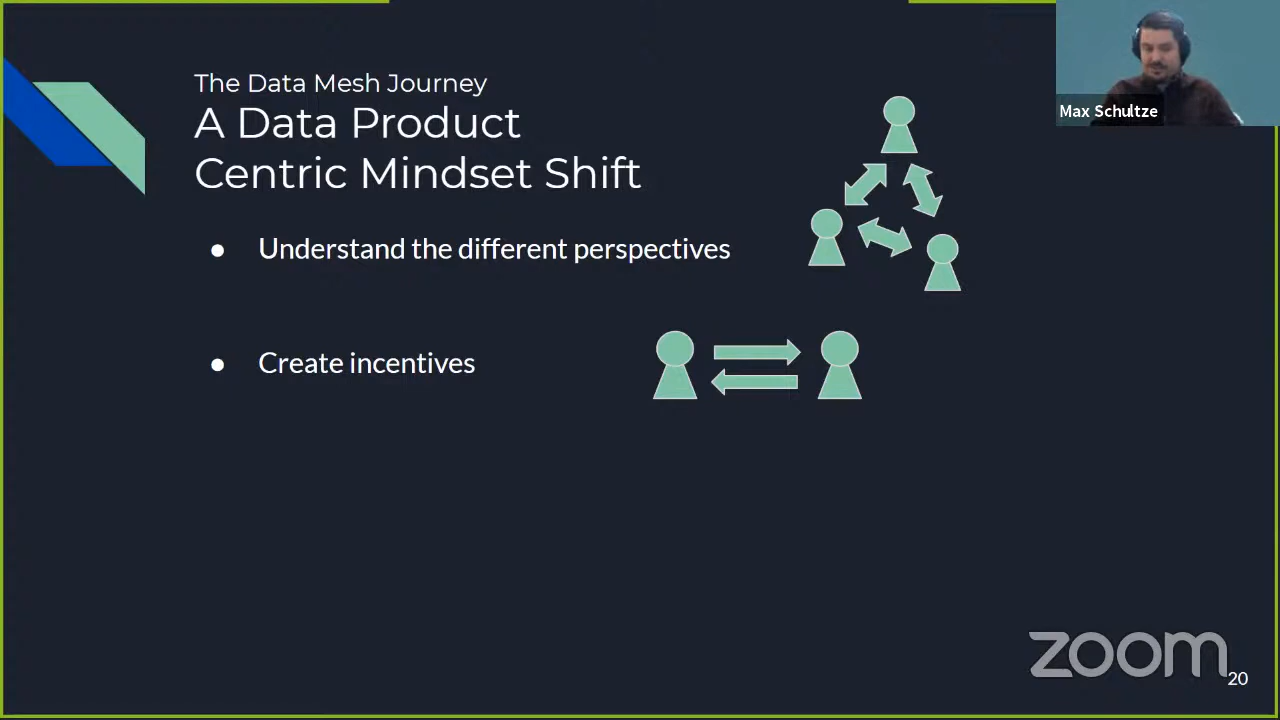 The Data Mesh Journey
A Data Product
Centric Mindset Shift
● Understand the different perspectives
● Create incentives
Max Schultze
zoom
20